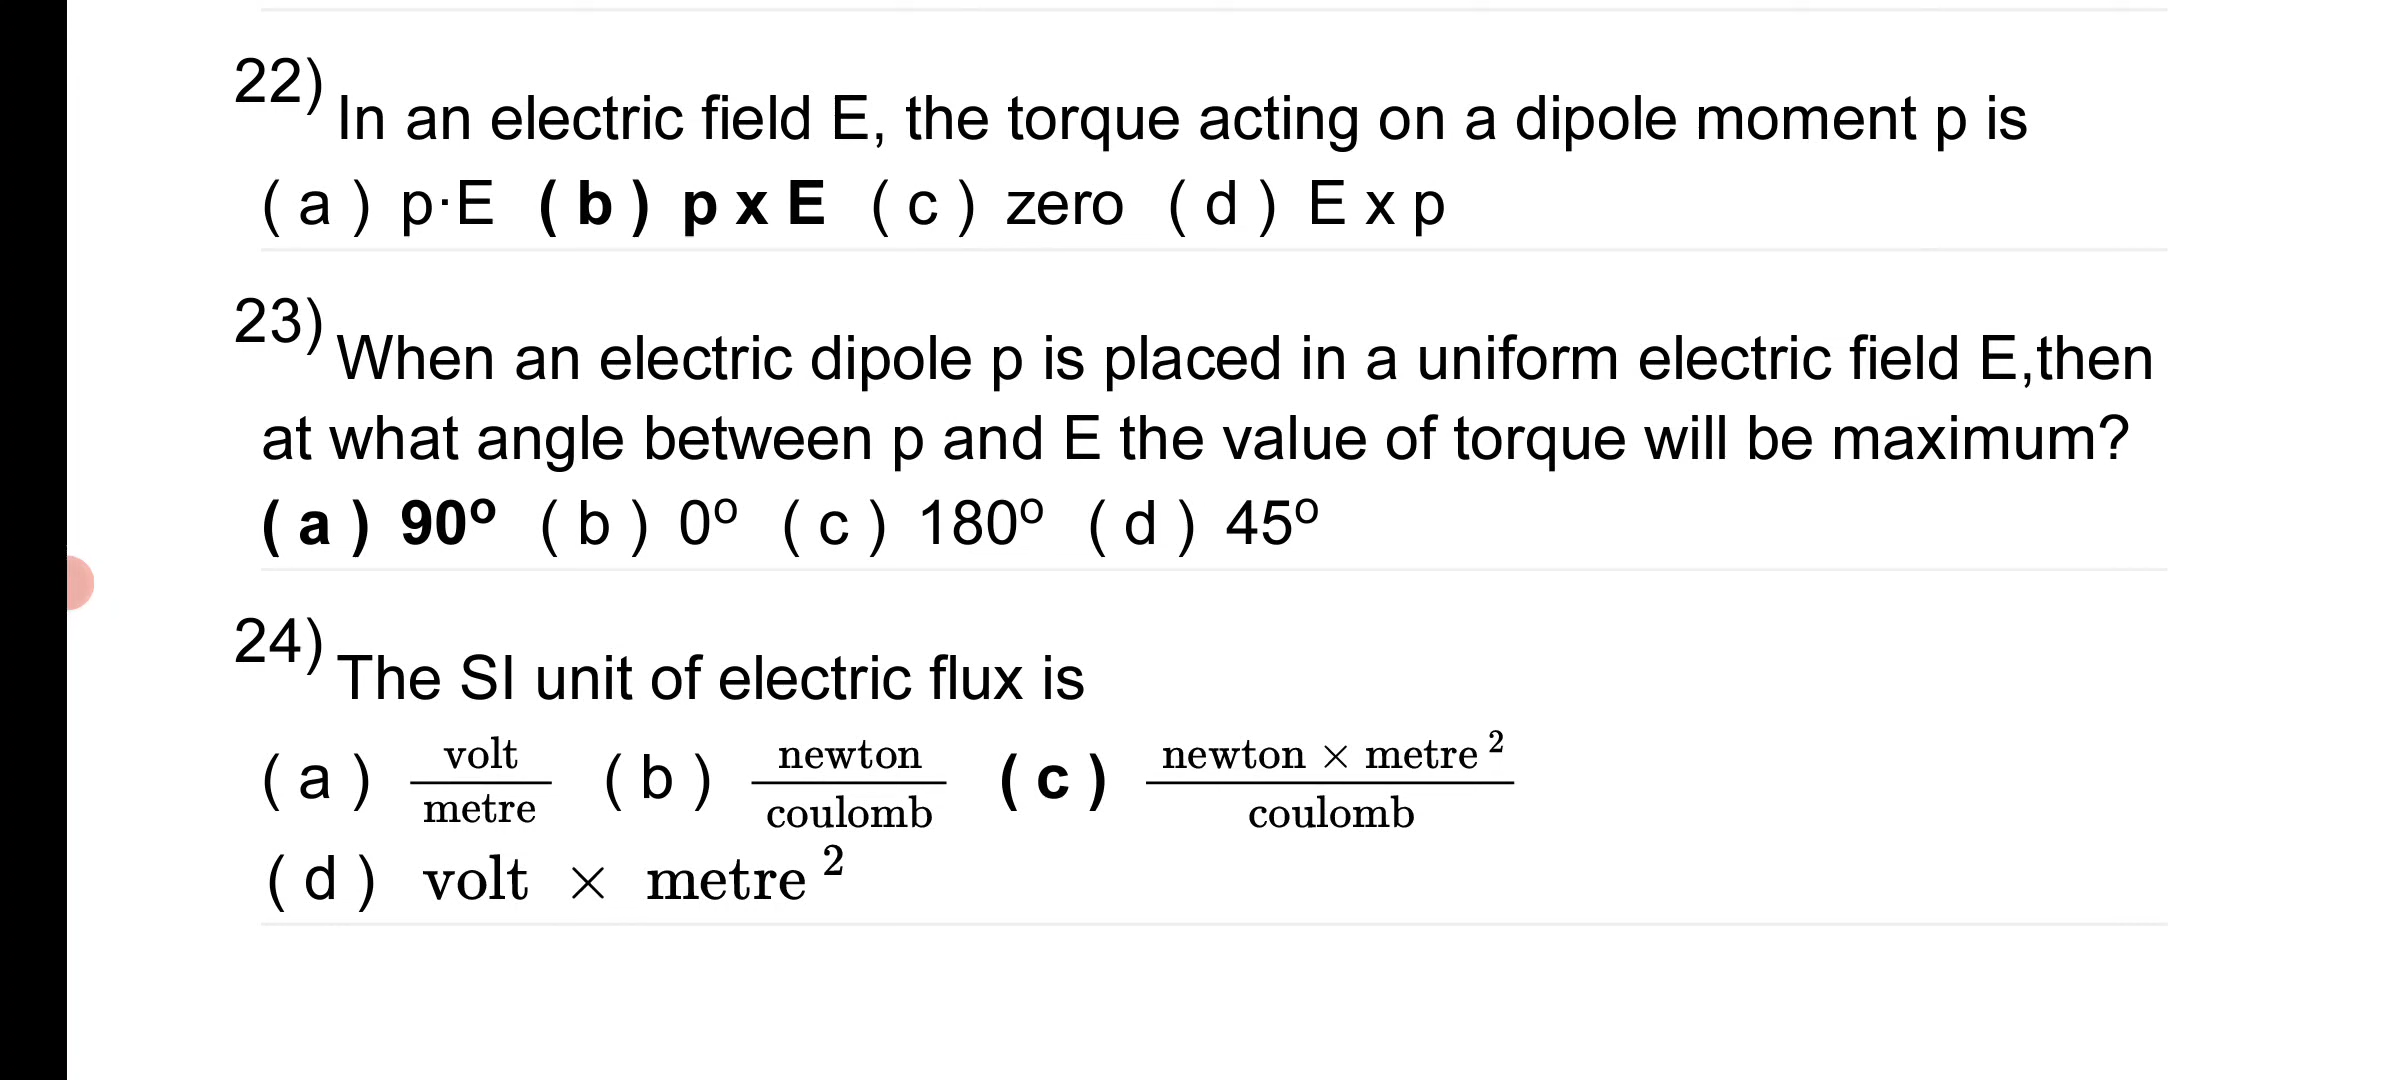 22) In an electric field E, the torque acting on a dipole moment p is
( a ) p·E ( b ) p x E ( c ) zero ( d ) E x p
23) When an electric dipole p is placed in a uniform electric field E,then
at what angle between p and E the value of torque will be maximum?
( a ) 90º ( b ) 0º ( c ) 180º ( d ) 45º
24) The SI unit of electric flux is
( a ) volt/metre ( b ) newton/coulomb ( c ) newton × metre²/coulomb
( d ) volt × metre²